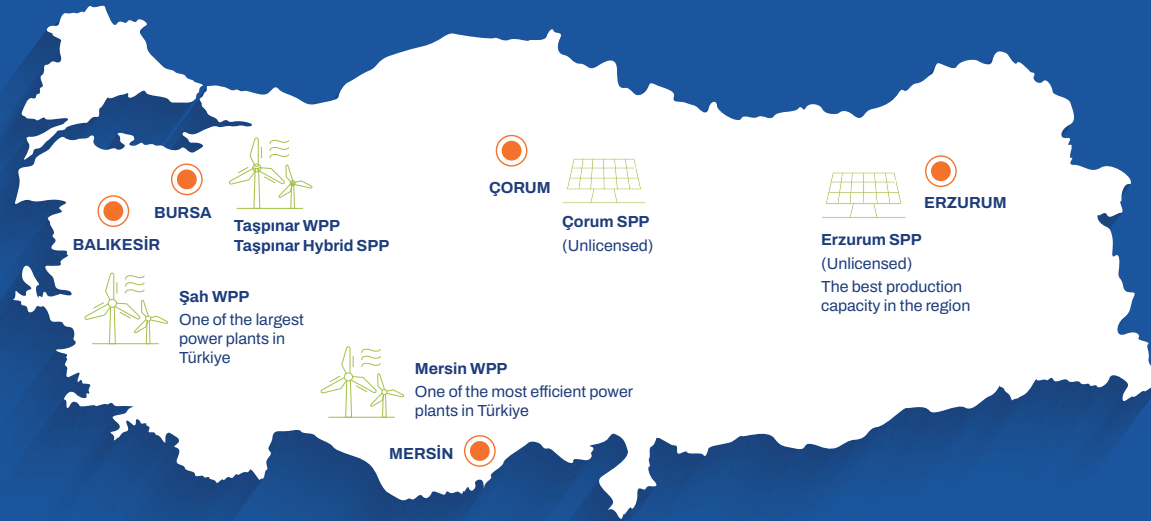 BURSA
Taşpınar WPP
Taşpınar Hybrid SPP
BALIKESİR
Şah WPP
One of the largest
power plants in
Türkiye
ÇORUM
Çorum SPP
(Unlicensed)
ERZURUM
Erzurum SPP
(Unlicensed)
The best production
capacity in the region
Mersin WPP
One of the most efficient power
plants in Türkiye
MERSİN